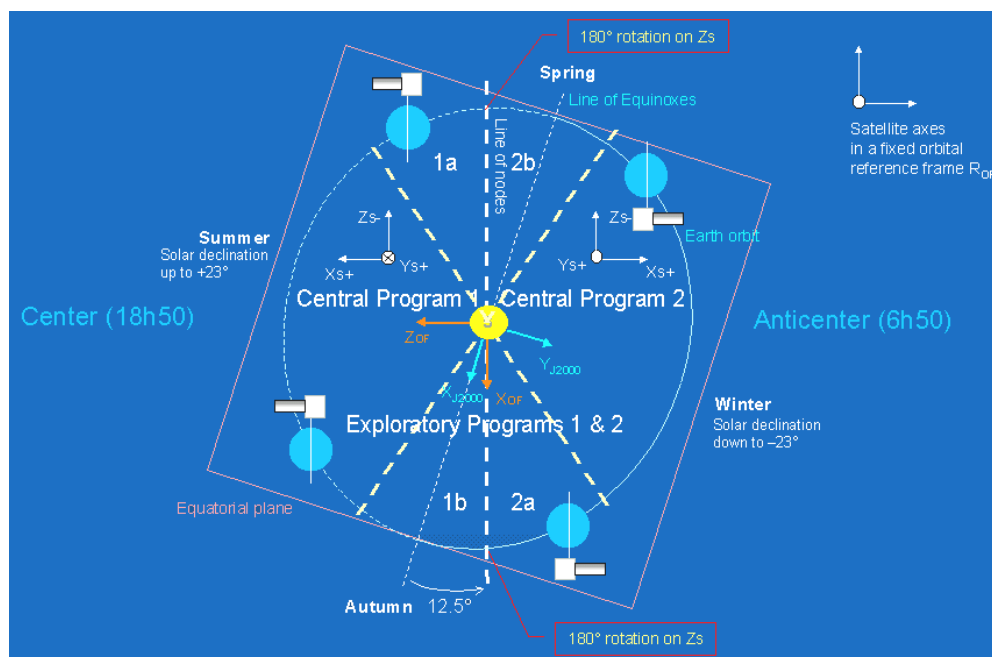 180° rotation on Zs
Spring
Line of Equinoxes
Line of nodes
1a
2b
Satellite axes
in a fixed orbital
reference frame ROF
Zs-
Zs-
Earth orbit
Summer
Solar declination
up to +23°
Xs+
Ys+
Ys+
Xs+
Central Program 1
Central Program 2
Center (18h50)
Anticenter (6h50)
ZOF
YJ2000
XJ2000
XOF
Winter
Solar declination
down to –23°
Exploratory Programs 1 & 2
Equatorial plane
1b
2a
Autumn
12.5°
180° rotation on Zs